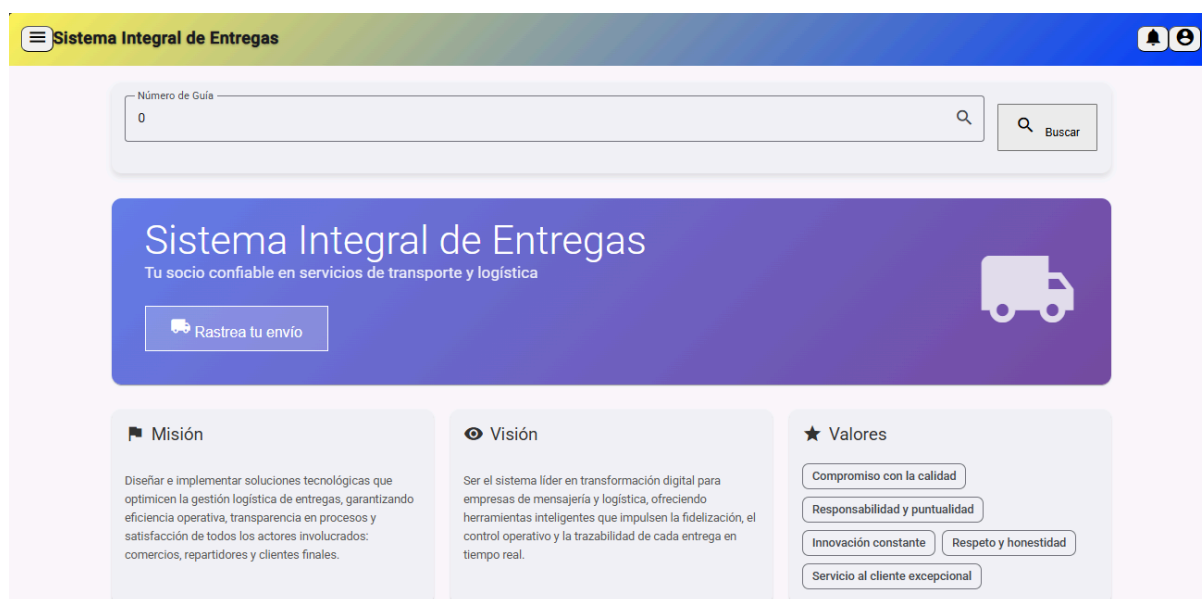 Sistema Integral de Entregas
Número de Guía
0
Buscar
Sistema Integral de Entregas
Tu socio confiable en servicios de transporte y logística
Rastrea tu envío
Misión
Diseñar e implementar soluciones tecnológicas que
optimicen la gestión logística de entregas, garantizando
eficiencia operativa, transparencia en procesos y
satisfacción de todos los actores involucrados:
comercios, repartidores y clientes finales.
Visión
Ser el sistema líder en transformación digital para
empresas de mensajería y logística, ofreciendo
herramientas inteligentes que impulsen la fidelización, el
control operativo y la trazabilidad de cada entrega en
tiempo real.
Valores
Compromiso con la calidad
Responsabilidad y puntualidad
Innovación constante Respeto y honestidad
Servicio al cliente excepcional